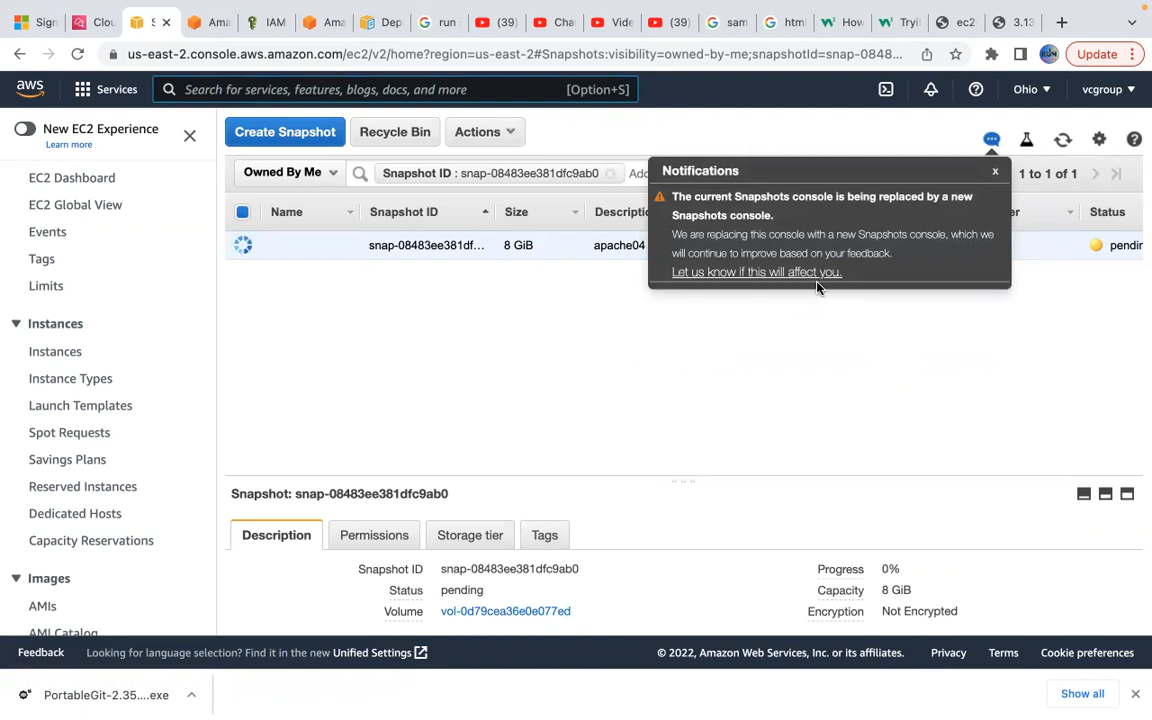 Sign
Clou
S
Ama
IAM
Ama
Dep
run
(39)
Cha
Vide
(39)
sam
html
How
Tryi
ec2
3.13
us-east-2.console.aws.amazon.com/ec2/v2/home?region=us-east-2#Snapshots:visibility=owned-by-me;snapshotId=snap-0848...
Update
aws
Services
Search for services, features, blogs, docs, and more
[Option+S]
Ohio
vcgroup
New EC2 Experience
Learn more
EC2 Dashboard
EC2 Global View
Events
Tags
Limits
Instances
Instances
Instance Types
Launch Templates
Spot Requests
Savings Plans
Reserved Instances
Dedicated Hosts
Capacity Reservations
Images
AMIs
AMI Catalog
Create Snapshot
Recycle Bin
Actions
Owned By Me
Snapshot ID : snap-08483ee381dfc9ab0
Add
1 to 1 of 1
Name
Snapshot ID
Size
Descripti
er
Status
snap-08483ee381df...
8 GiB
apache04
pendin
Notifications
x
The current Snapshots console is being replaced by a new
Snapshots console.
We are replacing this console with a new Snapshots console, which we
will continue to improve based on your feedback.
Let us know if this will affect you.
Snapshot: snap-08483ee381dfc9ab0
Description
Permissions
Storage tier
Tags
Snapshot ID
snap-08483ee381dfc9ab0
Progress
0%
Status
pending
Capacity
8 GiB
Volume
vol-0d79cea36e0e077ed
Encryption
Not Encrypted
Feedback
Looking for language selection? Find it in the new Unified Settings
© 2022, Amazon Web Services, Inc. or its affiliates.
Privacy
Terms
Cookie preferences
PortableGit-2.35....exe
Show all